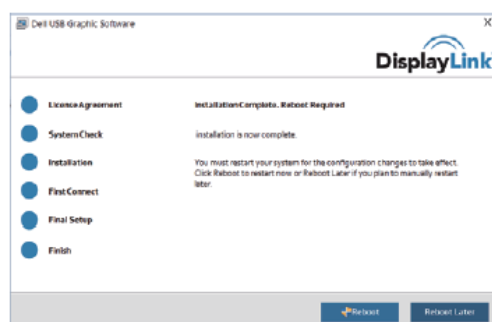 Dell USB Graphic Software
X
DisplayLink
Licence Agreement
Installation Complete. Reboot Required
System Check
installation is now complete.
Installation
You must restart your system for the configuration changes to take effect.
Click Reboot to restart now or Reboot Later if you plan to manually restart
later.
First Connect
Final Setup
Finish
Reboot
Reboot Later